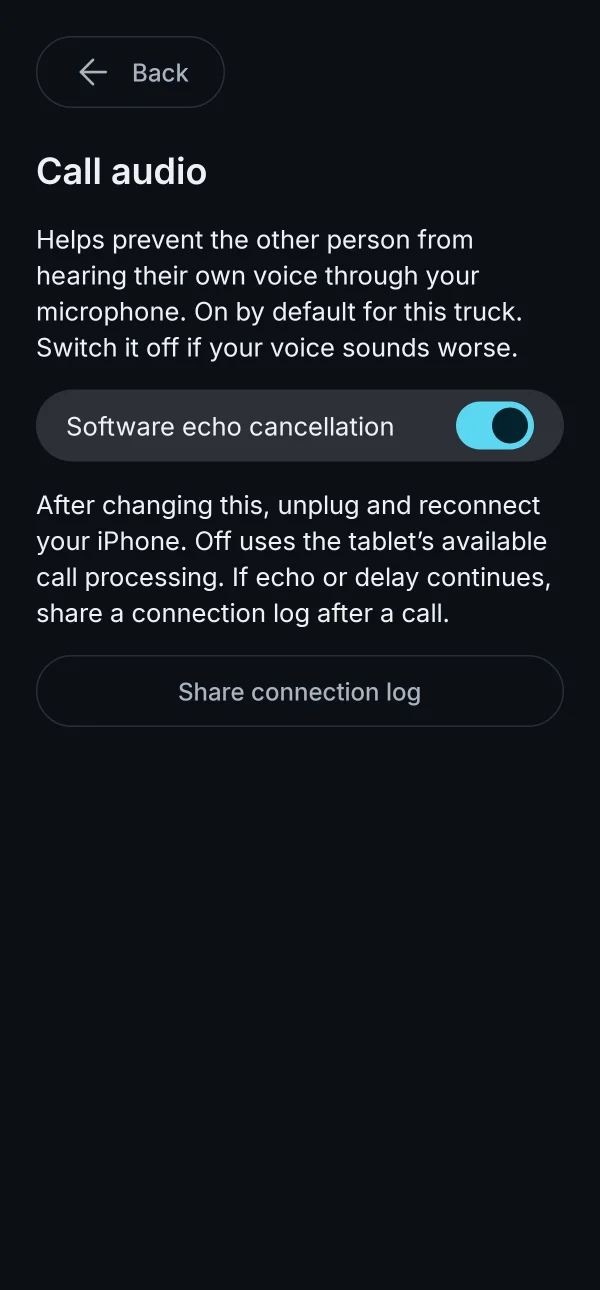 Back
Call audio
Helps prevent the other person from
hearing their own voice through your
microphone. On by default for this truck.
Switch it off if your voice sounds worse.
Software echo cancellation
After changing this, unplug and reconnect
your iPhone. Off uses the tablet’s available
call processing. If echo or delay continues,
share a connection log after a call.
Share connection log